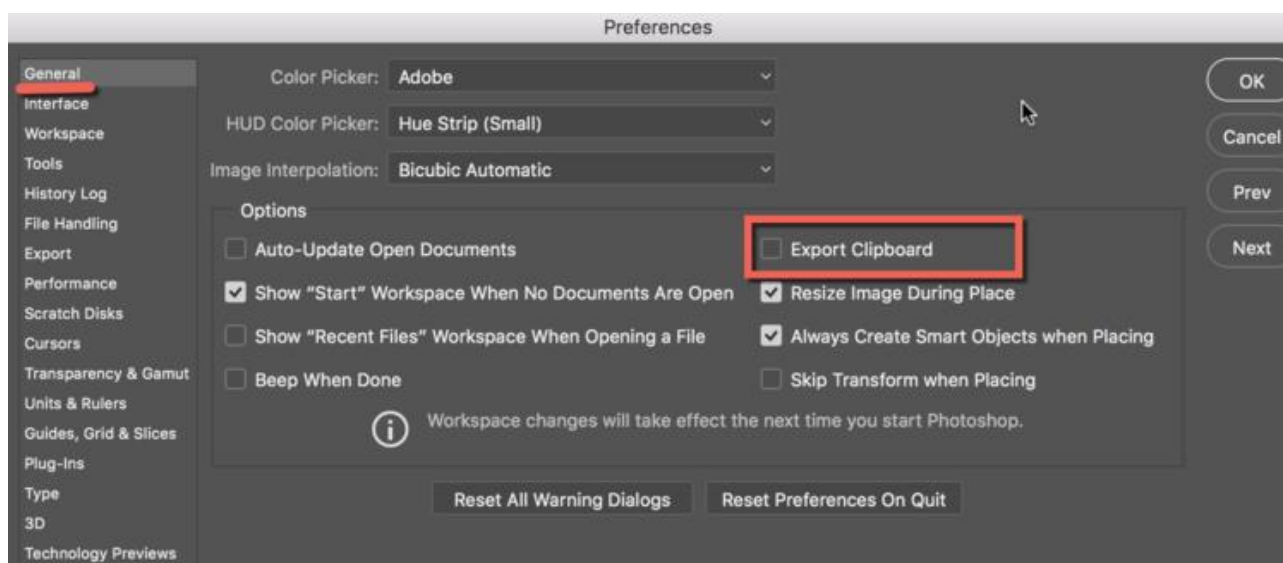 Preferences
General
Interface
Workspace
Tools
History Log
File Handling
Export
Performance
Scratch Disks
Cursors
Transparency & Gamut
Units & Rulers
Guides, Grid & Slices
Plug-Ins
Type
3D
Technology Previews
Color Picker: Adobe
HUD Color Picker: Hue Strip (Small)
Image Interpolation: Bicubic Automatic
Options
Auto-Update Open Documents
Show “Start” Workspace When No Documents Are Open
Show “Recent Files” Workspace When Opening a File
Beep When Done
Export Clipboard
Resize Image During Place
Always Create Smart Objects when Placing
Skip Transform when Placing
Workspace changes will take effect the next time you start Photoshop.
Reset All Warning Dialogs
Reset Preferences On Quit
OK
Cancel
Prev
Next